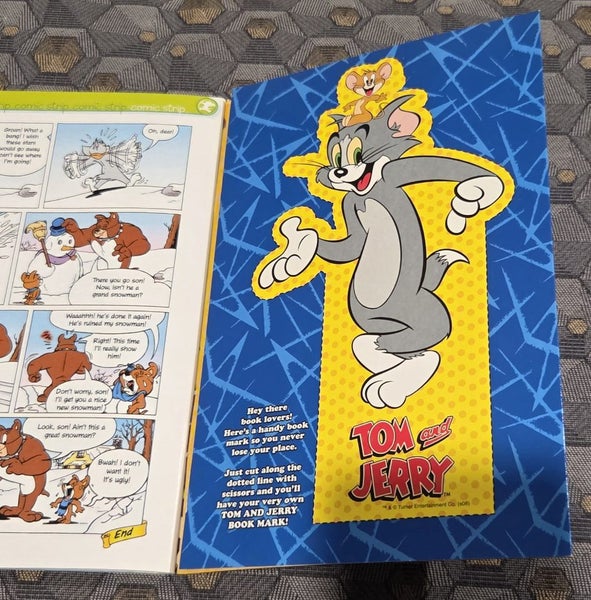 comic strip comic strip comic strip
Groan! What a
bang! I wish
these stars
would go away
can't see where
I'm going!
Oh, deer!
There you go son!
Now, isn't he a
grand snowman?
Waaahhh! he's done it again!
He's ruined my snowman!
Right! This time
I'll really show
him!
Don't worry, son!
I'll get you a nice
new snowman!
Look, son! Ain't this a
great snowman?
Bwah! I don't
want it!
It's ugly!
The End
Hey there
book lovers!
Here's a handy book
mark so you never
lose your place.
Just cut along the
dotted line with
scissors and you'll
have your very own
TOM AND JERRY
BOOK MARK!
TOM and
JERRY
™ & © Turner Entertainment Co. (s06)